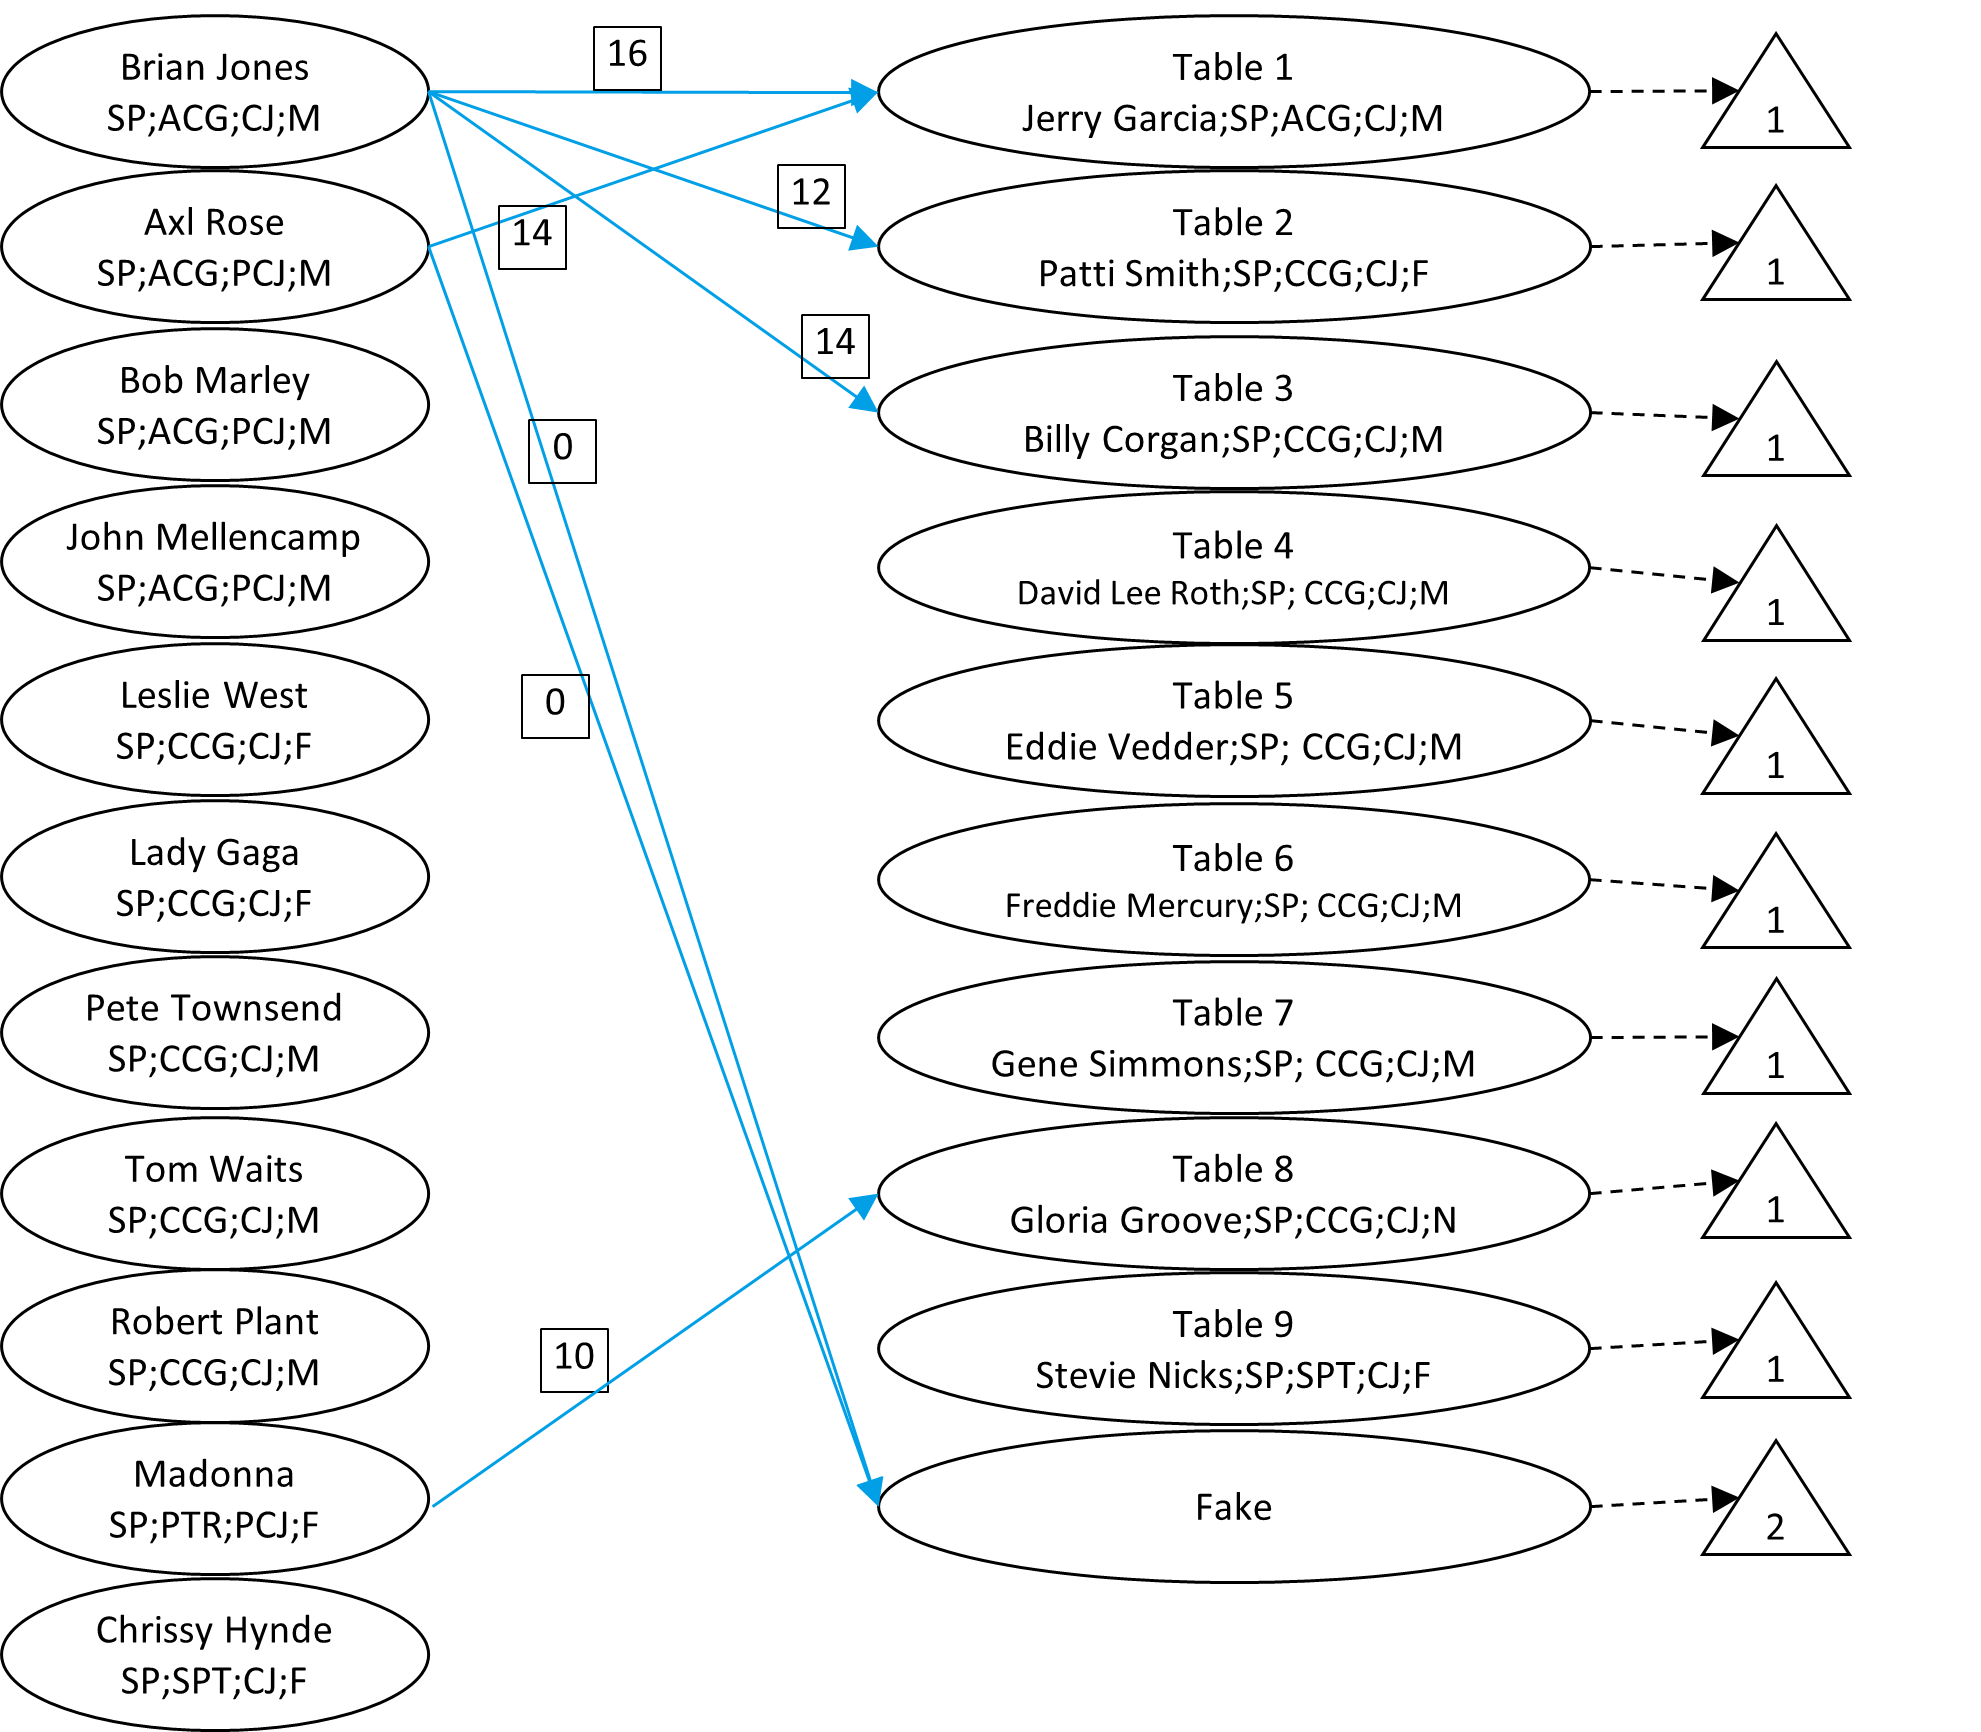 Brian Jones
SP;ACG;CJ;M
Axl Rose
SP;ACG;PCJ;M
Bob Marley
SP;ACG;PCJ;M
John Mellencamp
SP;ACG;PCJ;M
Leslie West
SP;CCG;CJ;F
Lady Gaga
SP;CCG;CJ;F
Pete Townsend
SP;CCG;CJ;M
Tom Waits
SP;CCG;CJ;M
Robert Plant
SP;CCG;CJ;M
Madonna
SP;PTR;PCJ;F
Chrissy Hynde
SP;SPT;CJ;F
16
12
14
14
0
0
10
Table 1
Jerry Garcia;SP;ACG;CJ;M
Table 2
Patti Smith;SP;CCG;CJ;F
Table 3
Billy Corgan;SP;CCG;CJ;M
Table 4
David Lee Roth;SP; CCG;CJ;M
Table 5
Eddie Vedder;SP; CCG;CJ;M
Table 6
Freddie Mercury;SP; CCG;CJ;M
Table 7
Gene Simmons;SP; CCG;CJ;M
Table 8
Gloria Groove;SP;CCG;CJ;N
Table 9
Stevie Nicks;SP;SPT;CJ;F
Fake
1
1
1
1
1
1
1
1
1
2